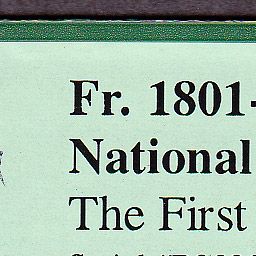 Fr. 1801-
National
The First